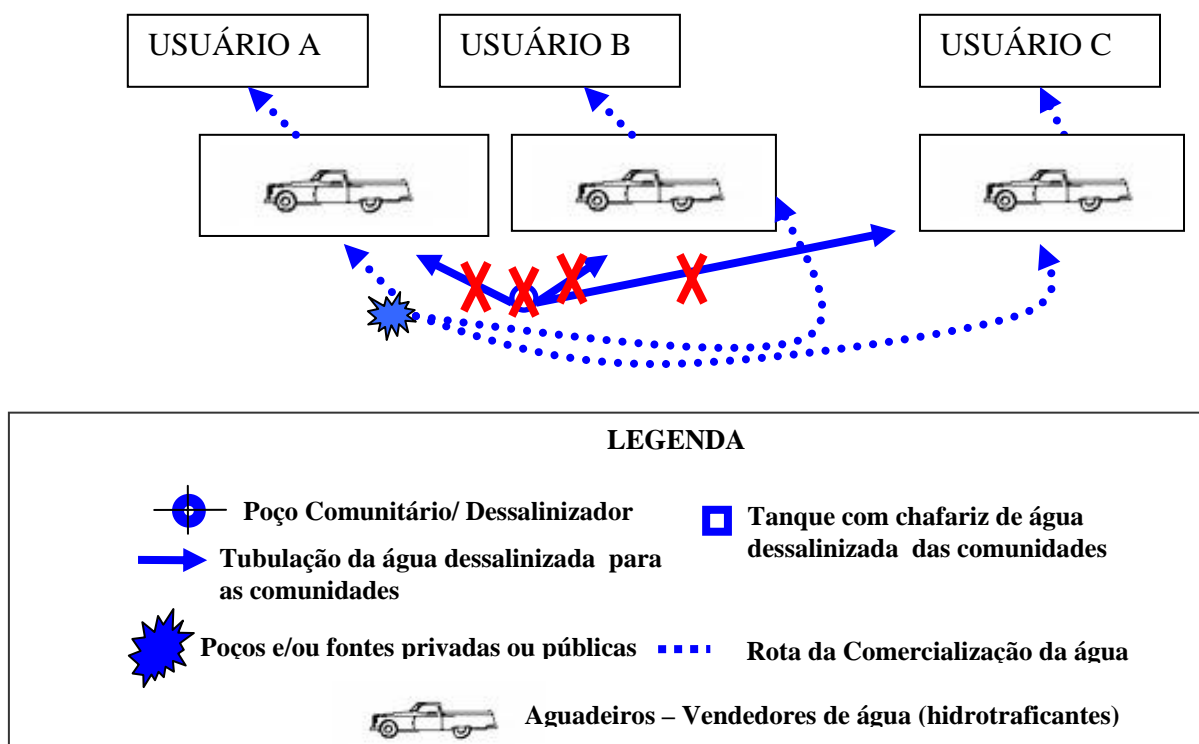 USUÁRIO A
USUÁRIO B
USUÁRIO C
LEGENDA
Poço Comunitário/ Dessalinizador
Tubulação da água dessalinizada para
as comunidades
Tanque com chafariz de água
dessalinizada das comunidades
Poços e/ou fontes privadas ou públicas
Rota da Comercialização da água
Aguadeiros – Vendedores de água (hidrotraficantes)